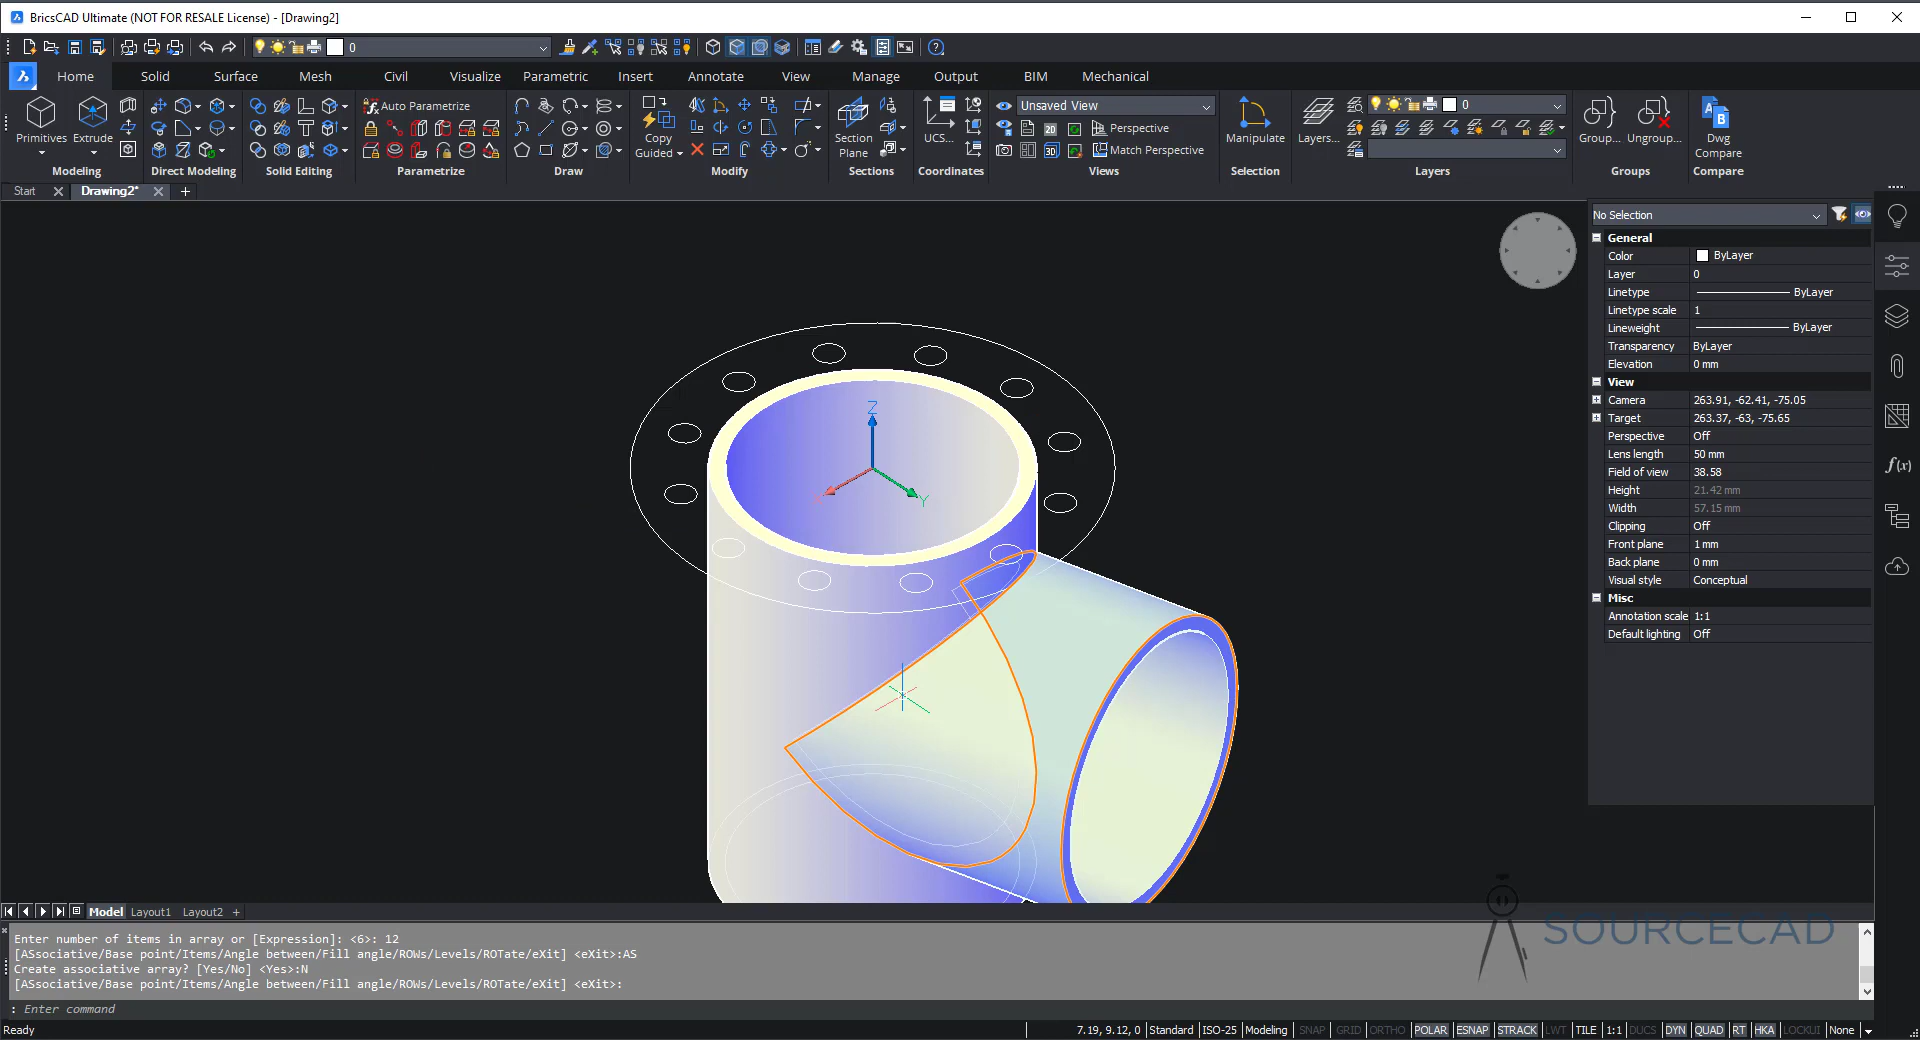 BricsCAD Ultimate (NOT FOR RESALE License) - [Drawing2]
0
Home Solid Surface Mesh Civil Visualize Parametric Insert Annotate View Manage Output BIM Mechanical
Primitives
Extrude
Modeling
Direct Modeling
Solid Editing
Auto Parametrize
Parametrize
Draw
Copy
Guided
Modify
Section
Plane
Sections
UCS...
Coordinates
Unsaved View
2D
Perspective
3D
Match Perspective
Views
Manipulate
Selection
Layers...
0
Layers
Group...
Ungroup...
Groups
A
B
Dwg
Compare
Compare
Start
Drawing2*
No Selection
General
Color ByLayer
Layer 0
Linetype ByLayer
Linetype scale 1
Lineweight ByLayer
Transparency ByLayer
Elevation 0 mm
View
Camera 263.91, -62.41, -75.05
Target 263.37, -63, -75.65
Perspective Off
Lens length 50 mm
Field of view 38.58
Height 21.42 mm
Width 57.15 mm
Clipping Off
Front plane 1 mm
Back plane 0 mm
Visual style Conceptual
Misc
Annotation scale 1:1
Default lighting Off
f(x)
Z
Y
Model Layout1 Layout2 +
Enter number of items in array or [Expression]: <6>: 12
[ASsociative/Base point/Items/Angle between/Fill angle/ROWs/Levels/ROTate/eXit] <eXit>:AS
Create associative array? [Yes/No] <Yes>:N
[ASsociative/Base point/Items/Angle between/Fill angle/ROWs/Levels/ROTate/eXit] <eXit>:
: Enter command
SOURCECAD
Ready
7.19, 9.12, 0 Standard ISO-25 Modeling SNAP GRID ORTHO POLAR ESNAP STRACK LWT TILE 1:1 DUCS DYN QUAD RT HKA LOCKUI None